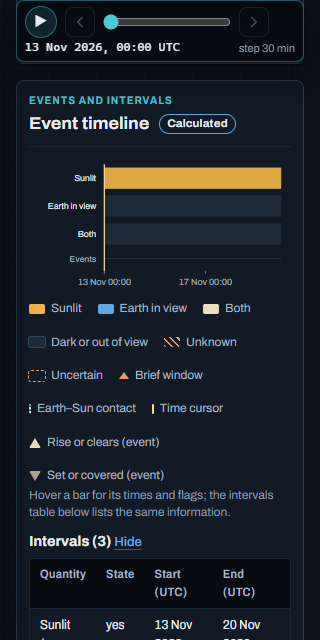 13 Nov 2026, 00:00 UTC
step 30 min
EVENTS AND INTERVALS
Event timeline
Calculated
Sunlit
Earth in view
Both
Events
13 Nov 00:00
17 Nov 00:00
Sunlit
Earth in view
Both
Dark or out of view
Unknown
Uncertain
Brief window
Earth–Sun contact
Time cursor
Rise or clears (event)
Set or covered (event)
Hover a bar for its times and flags; the intervals
table below lists the same information.
Intervals (3) Hide
Quantity State Start (UTC) End (UTC)
Sunlit yes 13 Nov 20 Nov